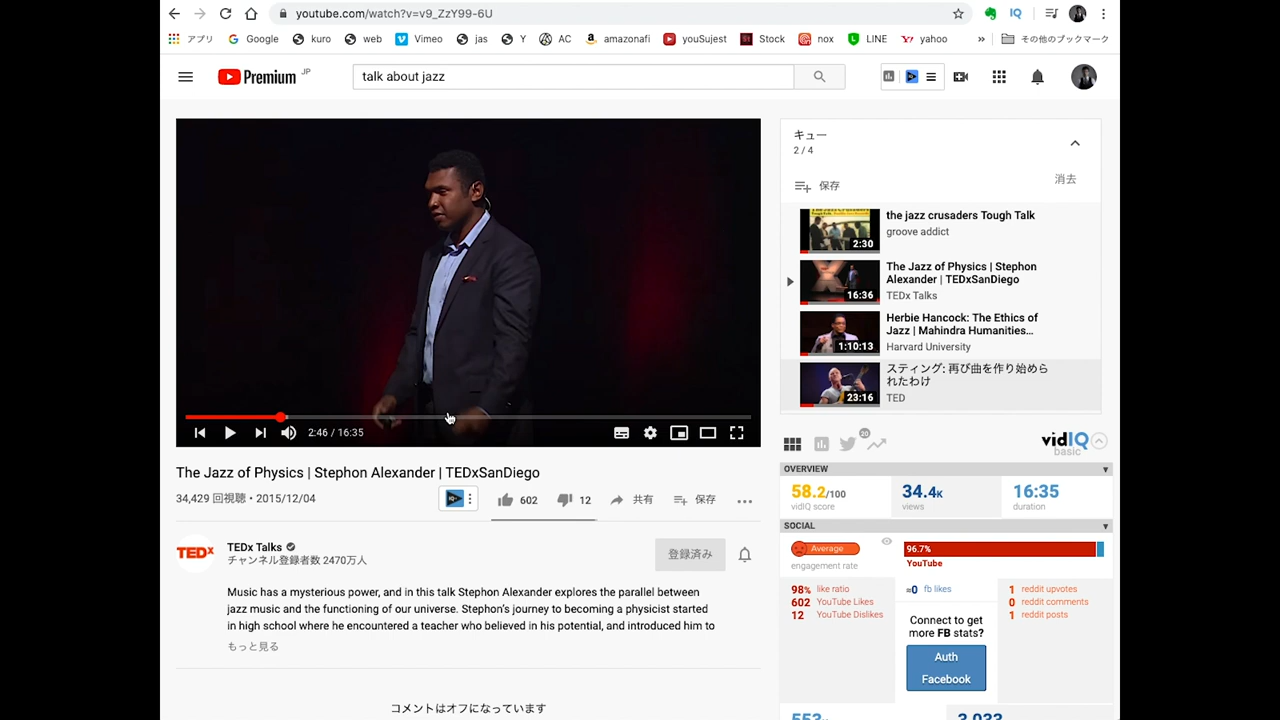 youtube.com/watch?v=v9_ZzY99-6U
アプリ Google kuro web Vimeo jas Y AC amazonafi youSujest Stock nox LINE yahoo » その他のブックマーク
Premium JP
talk about jazz
キュー
2 / 4
保存
消去
the jazz crusaders Tough Talk
groove addict
2:30
The Jazz of Physics | Stephon
Alexander | TEDxSanDiego
TEDx Talks
16:36
Herbie Hancock: The Ethics of
Jazz | Mahindra Humanities…
Harvard University
1:10:13
スティング: 再び曲を作り始めら
れたわけ
TED
23:16
2:46 / 16:35
The Jazz of Physics | Stephon Alexander | TEDxSanDiego
34,429 回視聴・2015/12/04
602
12
共有
保存
TEDx
TEDx Talks
チャンネル登録者数 2470万人
登録済み
Music has a mysterious power, and in this talk Stephon Alexander explores the parallel between
jazz music and the functioning of our universe. Stephon's journey to becoming a physicist started
in high school where he encountered a teacher who believed in his potential, and introduced him to
もっと見る
コメントはオフになっています
20
vidIQ
basic
OVERVIEW
58.2/100
vidIQ score
34.4K
views
16:35
duration
SOCIAL
Average
engagement rate
96.7%
YouTube
98% like ratio
602 YouTube Likes
12 YouTube Dislikes
≈0 fb likes
Connect to get
more FB stats?
Auth
Facebook
1 reddit upvotes
0 reddit comments
1 reddit posts